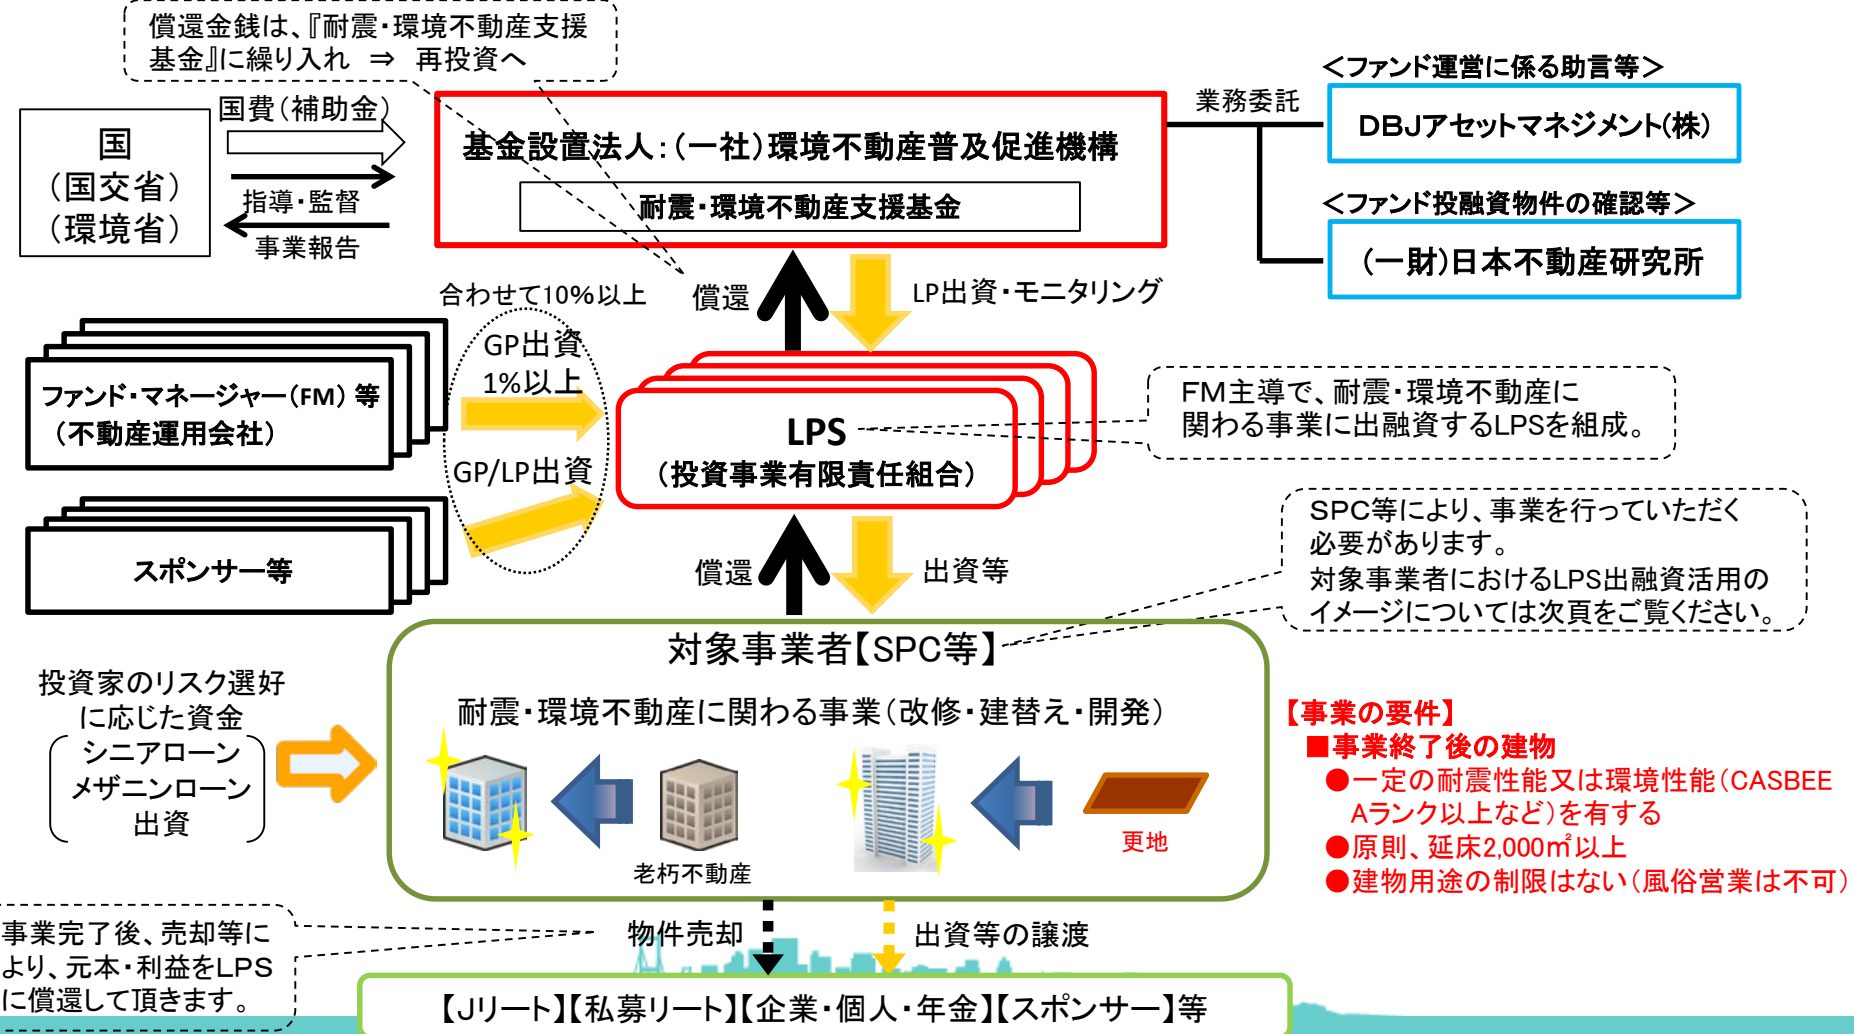 償還金銭は、『耐震・環境不動産支援
基金』に繰り入れ ⇒ 再投資へ
国
（国交省）
（環境省）
国費（補助金）
指導・監督
事業報告
基金設置法人：（一社）環境不動産普及促進機構
耐震・環境不動産支援基金
業務委託
＜ファンド運営に係る助言等＞
DBJアセットマネジメント(株)
＜ファンド投融資物件の確認等＞
(一財)日本不動産研究所
合わせて10%以上
償還
LP出資・モニタリング
GP出資
1%以上
GP/LP出資
ファンド・マネージャー（FM）等
（不動産運用会社）
スポンサー等
LPS
（投資事業有限責任組合）
FM主導で、耐震・環境不動産に
関わる事業に出融資するLPSを組成。
償還
出資等
SPC等により、事業を行っていただく
必要があります。
対象事業者におけるLPS出融資活用の
イメージについては次頁をご覧ください。
対象事業者【SPC等】
耐震・環境不動産に関わる事業（改修・建替え・開発）
老朽不動産
更地
投資家のリスク選好
に応じた資金
シニアローン
メザニンローン
出資
【事業の要件】
■事業終了後の建物
●一定の耐震性能又は環境性能（CASBEE
Aランク以上など）を有する
●原則、延床2,000㎡以上
●建物用途の制限はない（風俗営業は不可）
事業完了後、売却等に
より、元本・利益をLPS
に償還して頂きます。
物件売却
出資等の譲渡
【Jリート】【私募リート】【企業・個人・年金】【スポンサー】等